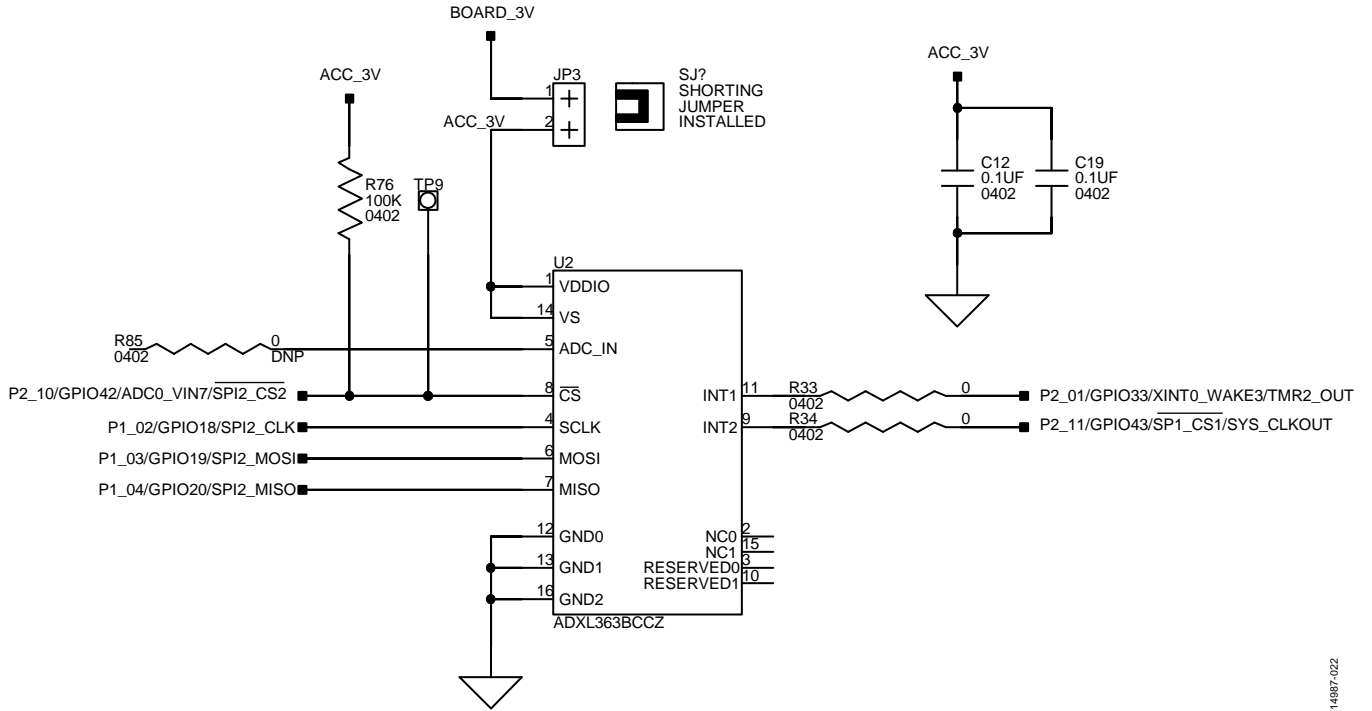 BOARD_3V
ACC_3V
JP3
1
2
ACC_3V
SJ?
SHORTING
JUMPER
INSTALLED
ACC_3V
C12
0.1UF
0402
C19
0.1UF
0402
R76
100K
0402
TP9
U2
1 VDDIO
14 VS
R85
0402
0
DNP
5 ADC_IN
P2_10/GPIO42/ADC0_VIN7/SPI2_CS2
8 CS
P1_02/GPIO18/SPI2_CLK
4 SCLK
P1_03/GPIO19/SPI2_MOSI
6 MOSI
P1_04/GPIO20/SPI2_MISO
7 MISO
12 GND0
13 GND1
16 GND2
INT1 11
R33
0402
0
P2_01/GPIO33/XINT0_WAKE3/TMR2_OUT
INT2 9
R34
0402
0
P2_11/GPIO43/SP1_CS1/SYS_CLKOUT
NC0 2
NC1 15
RESERVED0 3
RESERVED1 10
ADXL363BCCZ
14987-022